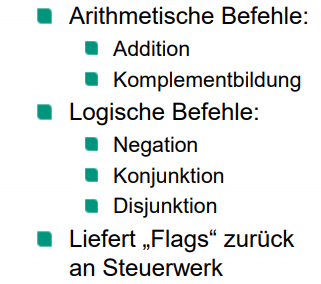 Arithmetische Befehle:
Addition
Komplementbildung
Logische Befehle:
Negation
Konjunktion
Disjunktion
Liefert „Flags“ zurück
an Steuerwerk